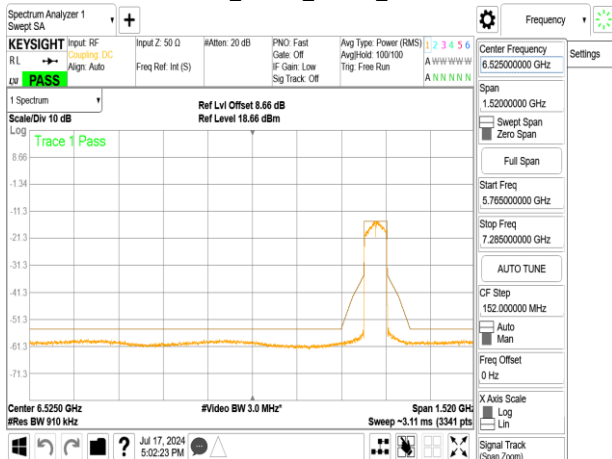 Spectrum Analyzer 1
Swept SA
Frequency
Settings
KEYSIGHT
RL
PASS
Input: RF
Coupling: DC
Align: Auto
Input Z: 50 Ω
Freq Ref: Int (S)
#Atten: 20 dB
PNO: Fast
Gate: Off
IF Gain: Low
Sig Track: Off
Avg Type: Power (RMS)
Avg|Hold: 100/100
Trig: Free Run
1 2 3 4 5 6
A W W W W W
A N N N N N
1 Spectrum
Scale/Div 10 dB
Ref Lvl Offset 8.66 dB
Ref Level 18.66 dBm
Log
Trace 1 Pass
8.66
-1.34
-11.3
-21.3
-31.3
-41.3
-51.3
-61.3
-71.3
Center 6.5250 GHz
#Res BW 910 kHz
#Video BW 3.0 MHz*
Span 1.520 GHz
Sweep ~3.11 ms (3341 pts
Center Frequency
6.525000000 GHz
Span
1.52000000 GHz
Swept Span
Zero Span
Full Span
Start Freq
5.765000000 GHz
Stop Freq
7.285000000 GHz
AUTO TUNE
CF Step
152.000000 MHz
Auto
Man
Freq Offset
0 Hz
X Axis Scale
Log
Lin
Signal Track
(Span Zoom)
Jul 17, 2024
5:02:23 PM